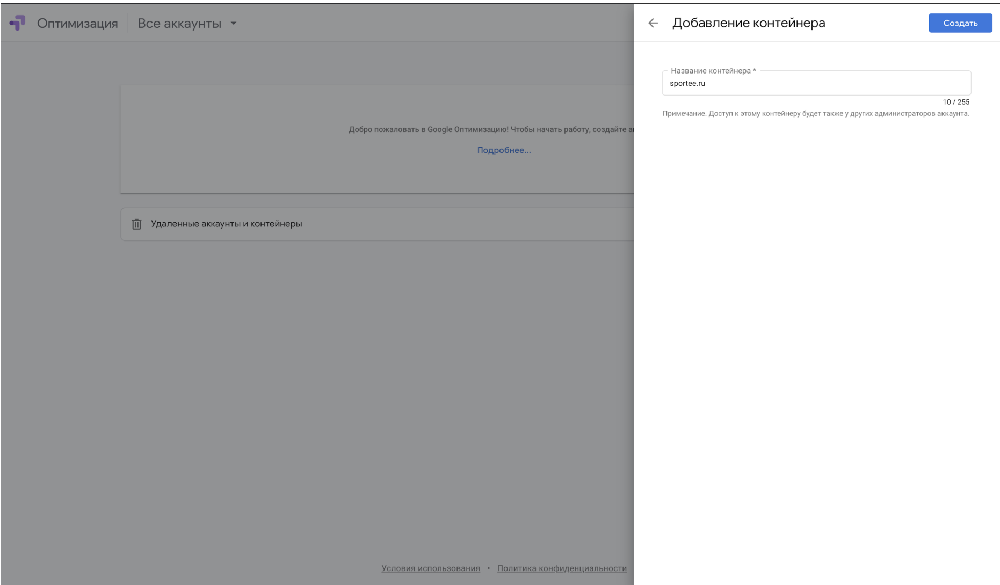 Оптимизация
Все аккаунты
Добавление контейнера
Создать
Название контейнера *
sportee.ru
10 / 255
Примечание. Доступ к этому контейнеру будет также у других администраторов аккаунта.
Добро пожаловать в Google Оптимизацию! Чтобы начать работу, создайте
Подробнее...
Удаленные аккаунты и контейнеры
Условия использования • Политика конфиденциальности